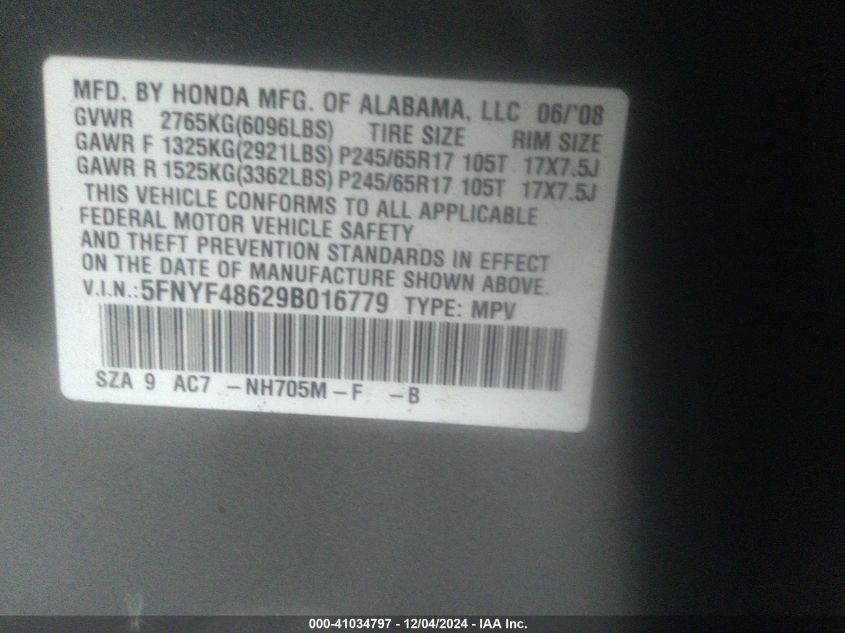 MFD. BY HONDA MFG. OF ALABAMA, LLC 06/'08
GVWR 2765KG(6096LBS) TIRE SIZE RIM SIZE
GAWR F 1325KG(2921LBS) P245/65R17 105T 17X7.5J
GAWR R 1525KG(3362LBS) P245/65R17 105T 17X7.5J
THIS VEHICLE CONFORMS TO ALL APPLICABLE
FEDERAL MOTOR VEHICLE SAFETY
AND THEFT PREVENTION STANDARDS IN EFFECT
ON THE DATE OF MANUFACTURE SHOWN ABOVE.
V.I.N.: 5FNYF48629B016779 TYPE: MPV
SZA 9 AC7 -NH705M-F -B
000-41034797 - 12/04/2024 - IAA Inc.